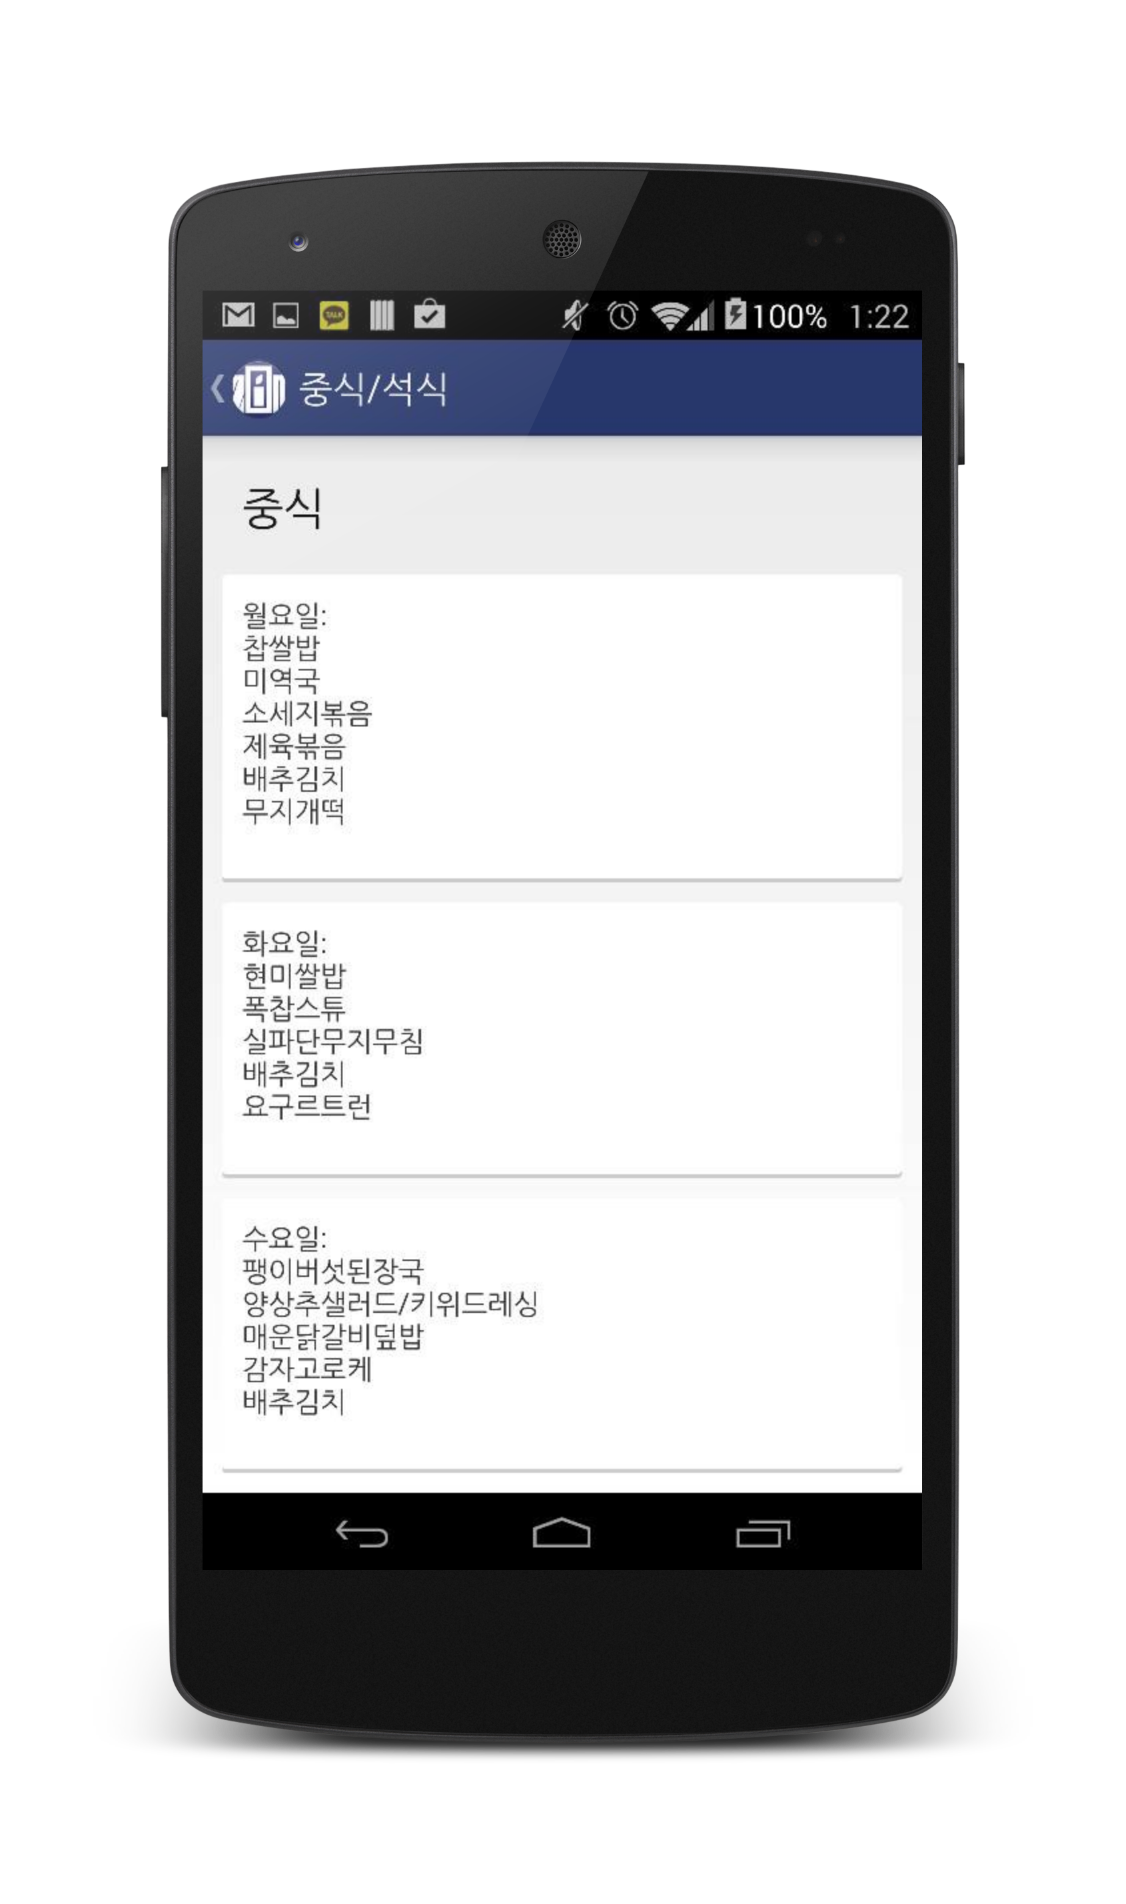 TALK
100% 1:22
중식/석식
중식
월요일:
찹쌀밥
미역국
소세지볶음
제육볶음
배추김치
무지개떡
화요일:
현미쌀밥
폭찹스튜
실파단무지무침
배추김치
요구르트런
수요일:
팽이버섯된장국
양상추샐러드/키위드레싱
매운닭갈비덮밥
감자고로케
배추김치